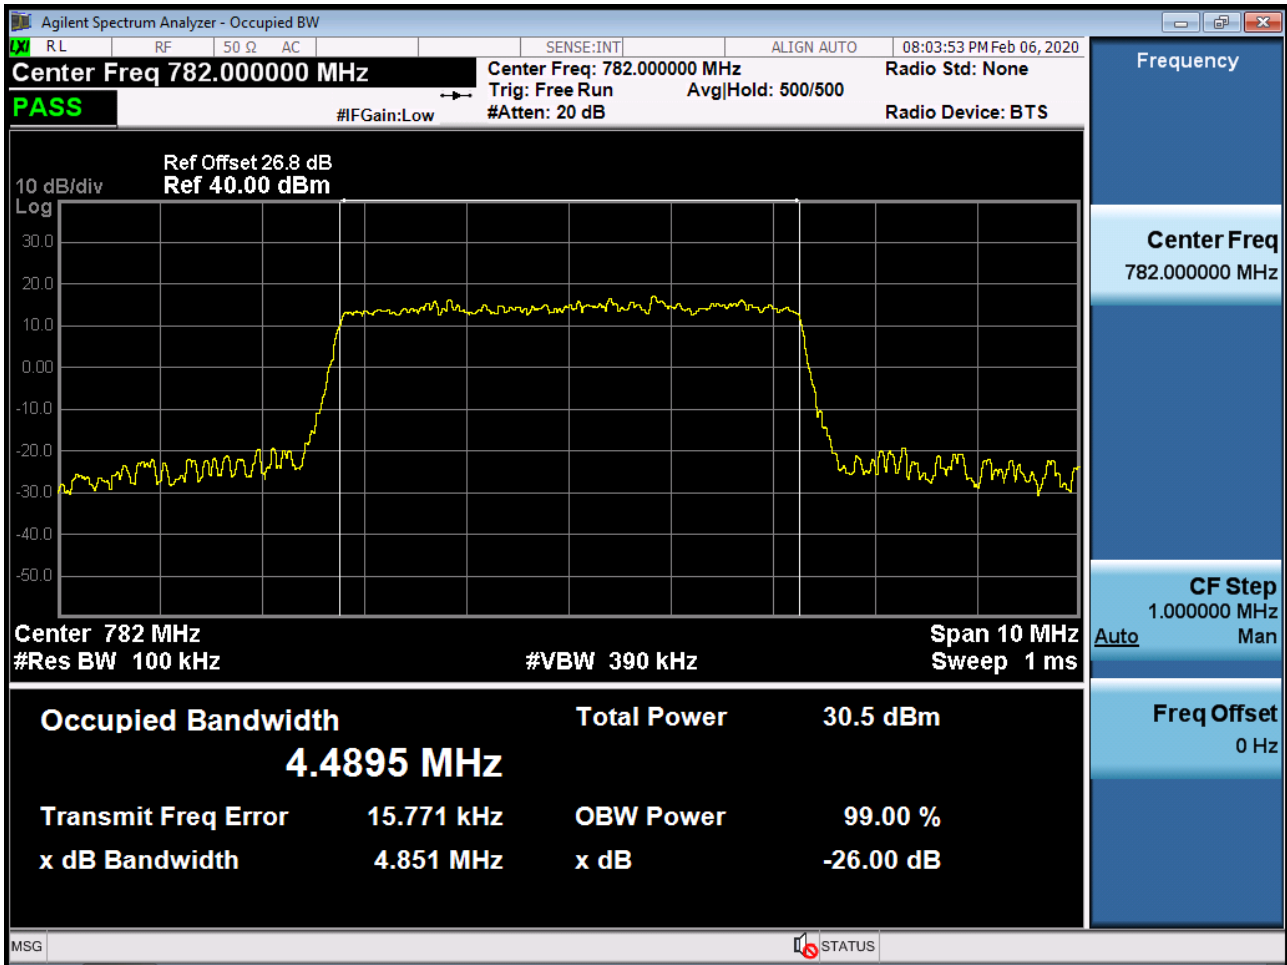 Agilent Spectrum Analyzer - Occupied BW
LXI RL RF 50 Ω AC SENSE:INT ALIGN AUTO 08:03:53 PM Feb 06, 2020
Center Freq 782.000000 MHz
Center Freq: 782.000000 MHz Radio Std: None
Trig: Free Run Avg|Hold: 500/500
PASS
#IFGain:Low #Atten: 20 dB Radio Device: BTS
Ref Offset 26.8 dB
10 dB/div Ref 40.00 dBm
Log
30.0
20.0
10.0
0.00
-10.0
-20.0
-30.0
-40.0
-50.0
Center 782 MHz Span 10 MHz
#Res BW 100 kHz #VBW 390 kHz Sweep 1 ms
Occupied Bandwidth Total Power 30.5 dBm
4.4895 MHz
Transmit Freq Error 15.771 kHz OBW Power 99.00 %
x dB Bandwidth 4.851 MHz x dB -26.00 dB
MSG STATUS
Frequency
Center Freq
782.000000 MHz
CF Step
1.000000 MHz
Auto Man
Freq Offset
0 Hz